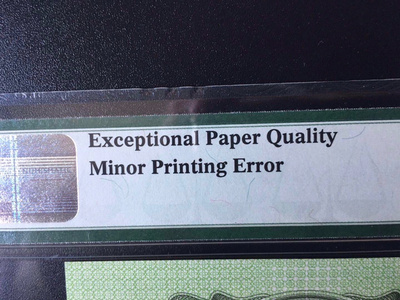 Exceptional Paper Quality
Minor Printing Error